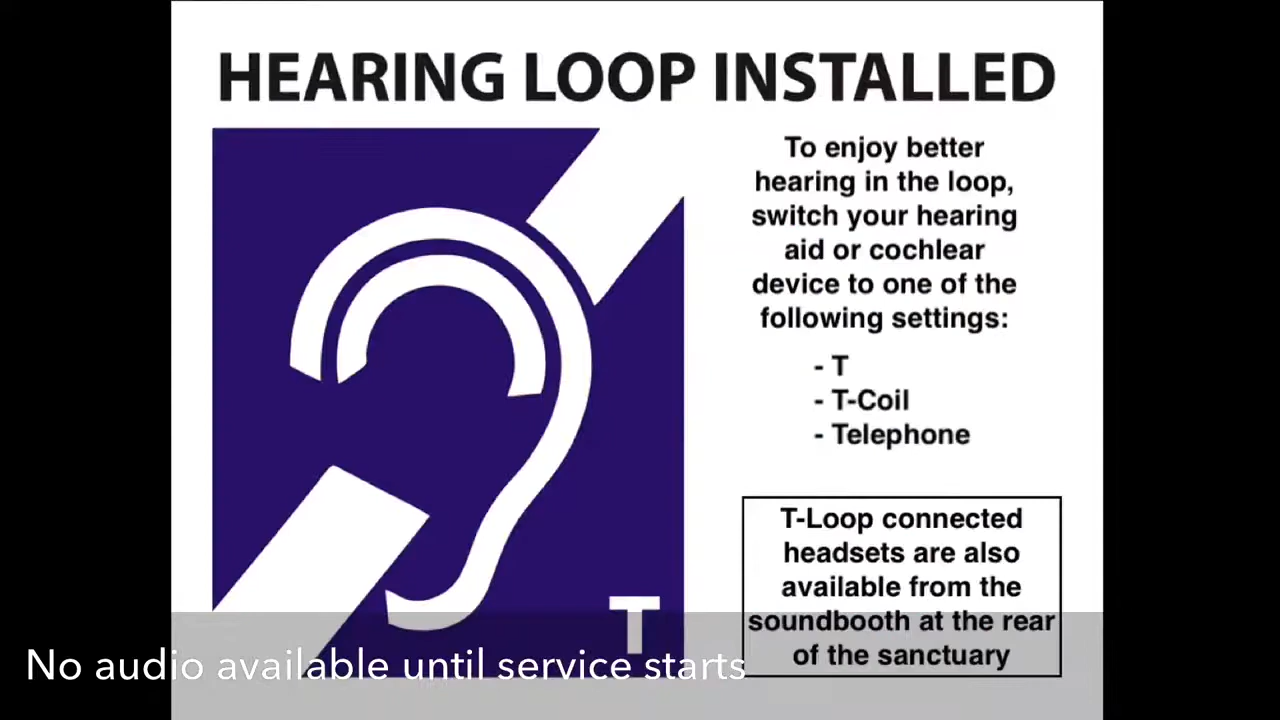 HEARING LOOP INSTALLED
To enjoy better
hearing in the loop,
switch your hearing
aid or cochlear
device to one of the
following settings:
- T
- T-Coil
- Telephone
T-Loop connected
headsets are also
available from the
soundbooth at the rear
of the sanctuary
T
No audio available until service starts